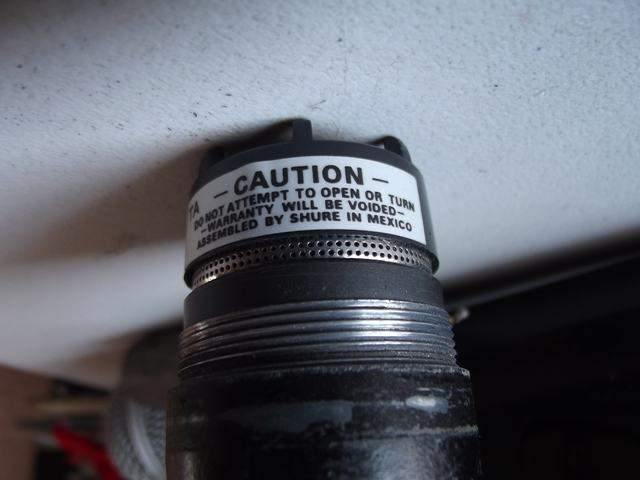 — CAUTION —
DO NOT ATTEMPT TO OPEN OR TURN
—WARRANTY WILL BE VOIDED—
ASSEMBLED BY SHURE IN MEXICO